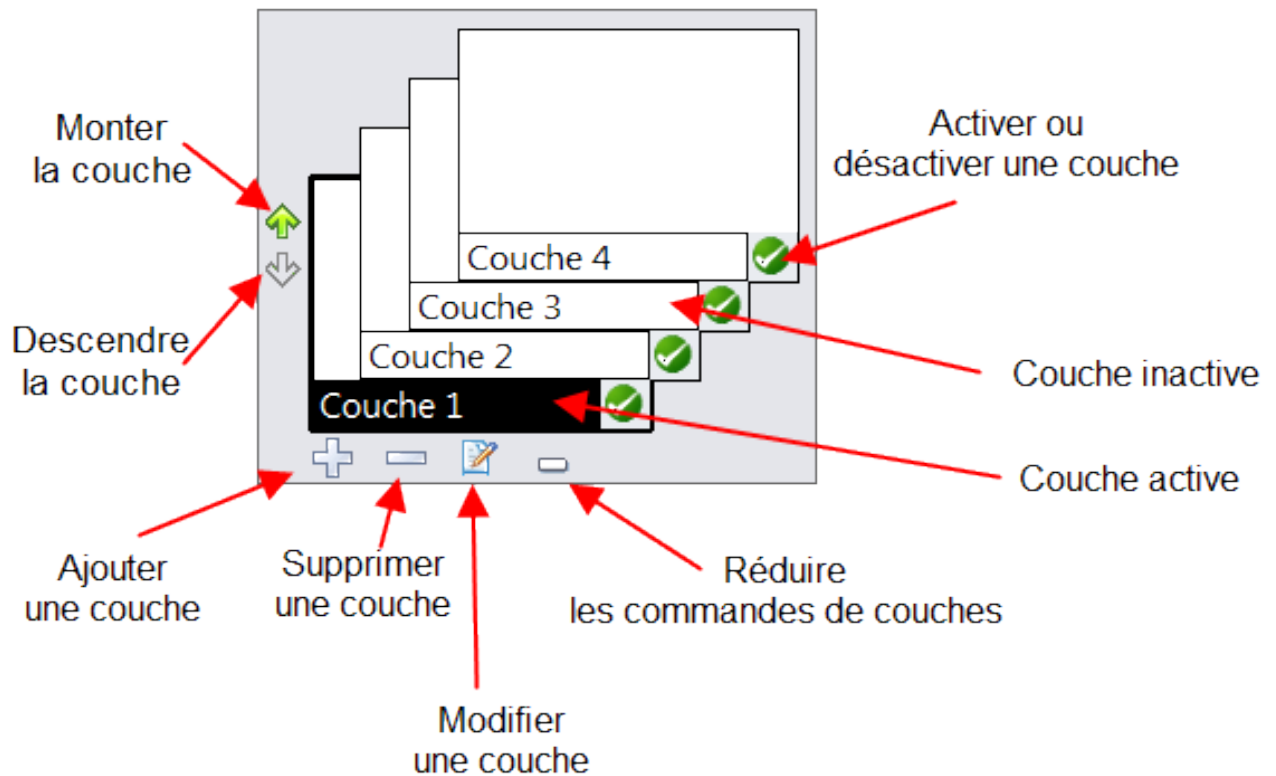 Monter
la couche
Activer ou
désactiver une couche
Couche 4
Couche 3
Descendre
la couche
Couche 2
Couche inactive
Couche 1
Couche active
Ajouter
une couche
Supprimer
une couche
Réduire
les commandes de couches
Modifier
une couche